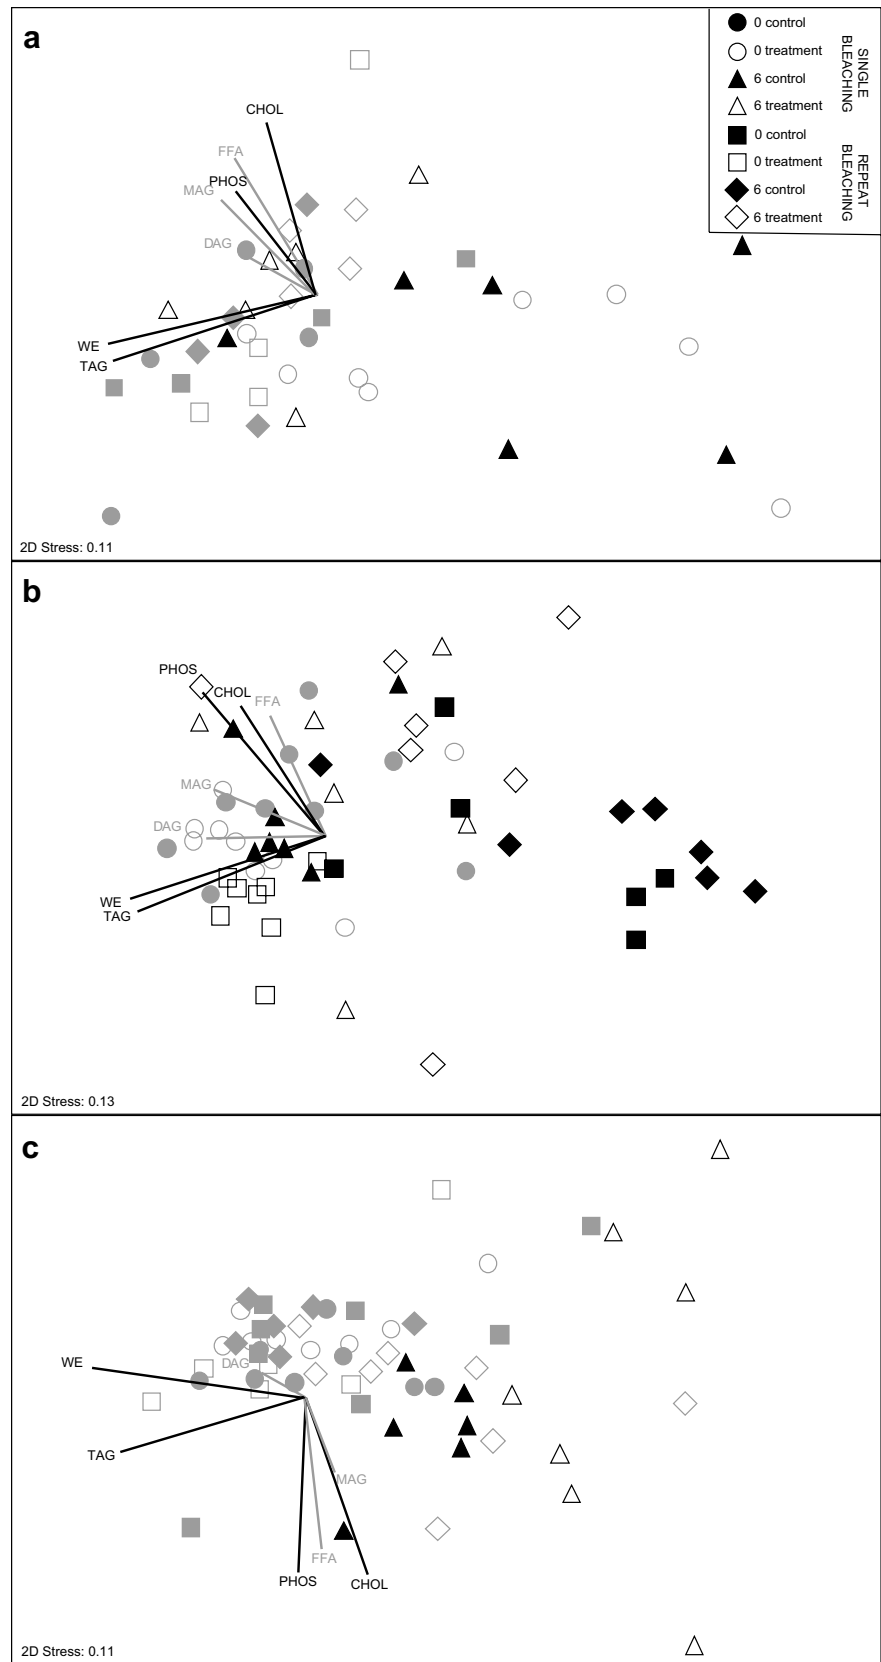 a
0 control
0 treatment
6 control
6 treatment
SINGLE
BLEACHING
0 control
0 treatment
6 control
6 treatment
REPEAT
BLEACHING
CHOL
FFA
PHOS
MAG
DAG
WE
TAG
2D Stress: 0.11
b
PHOS
CHOL
FFA
MAG
DAG
WE
TAG
2D Stress: 0.13
c
WE
DAG
TAG
MAG
FFA
PHOS
CHOL
2D Stress: 0.11